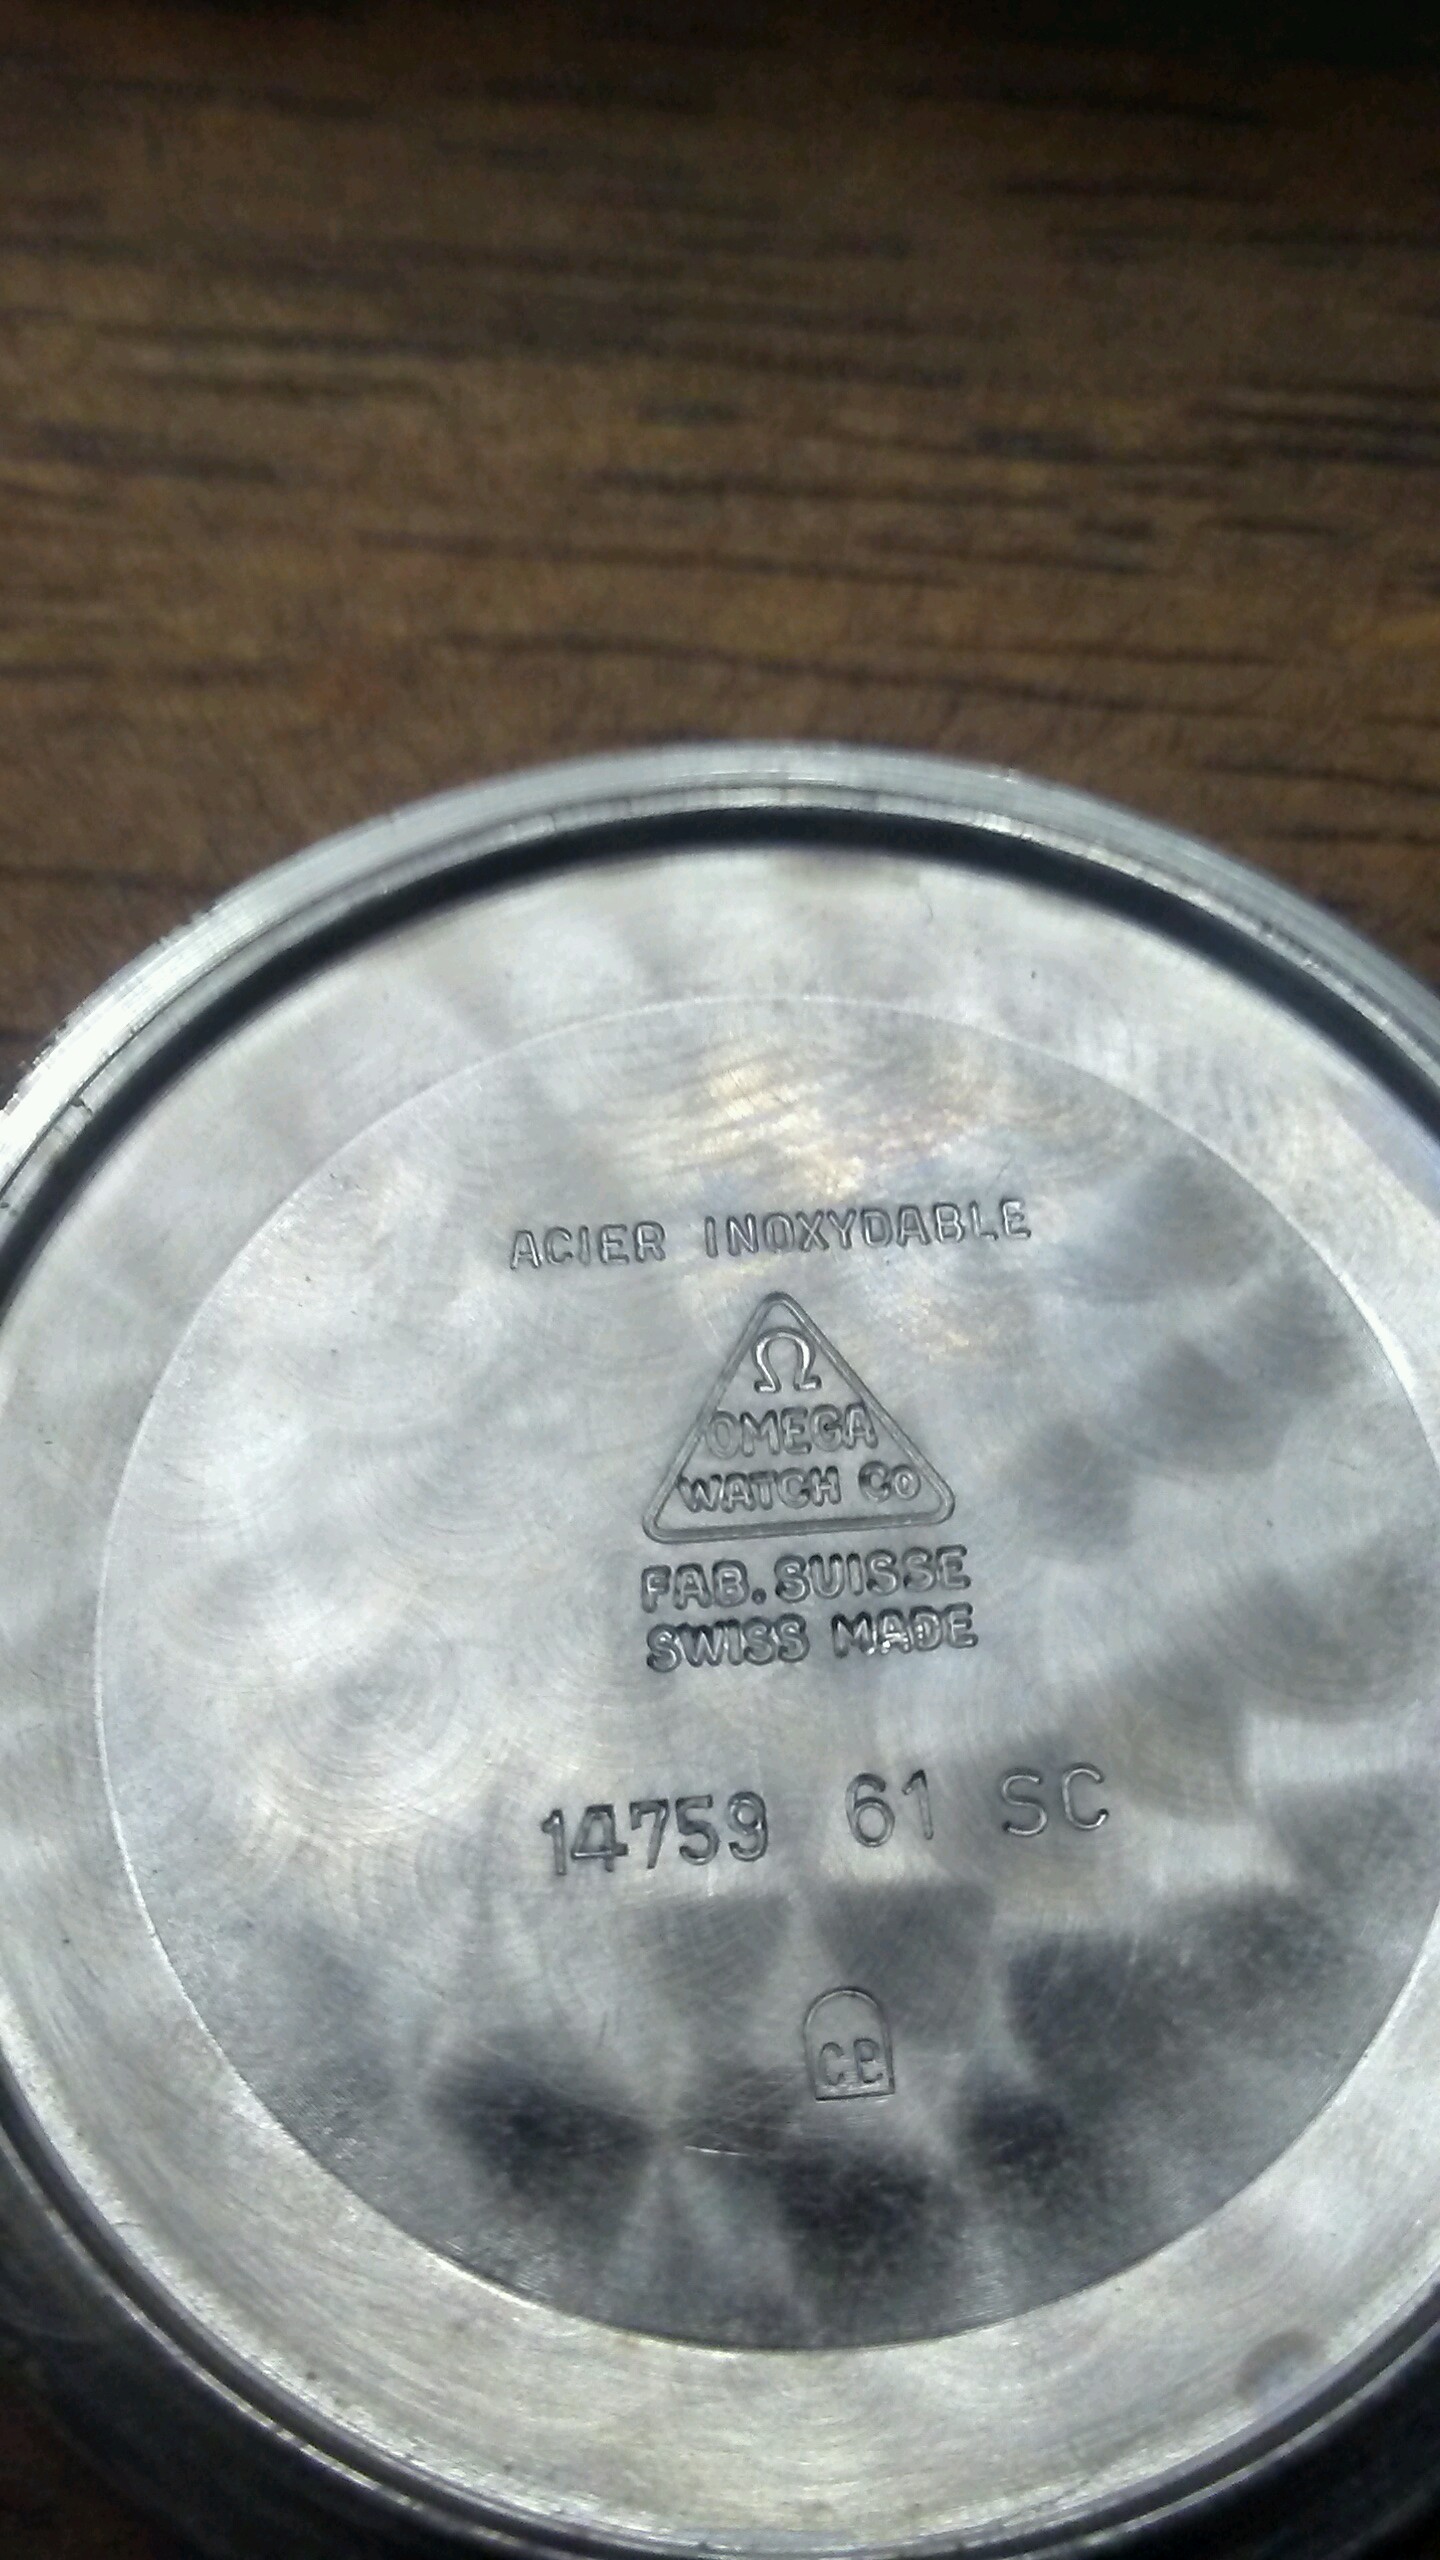 ACIER INOXYDABLE
Ω
OMEGA
WATCH Co
FAB. SUISSE
SWISS MADE
14759 61 SC
CB